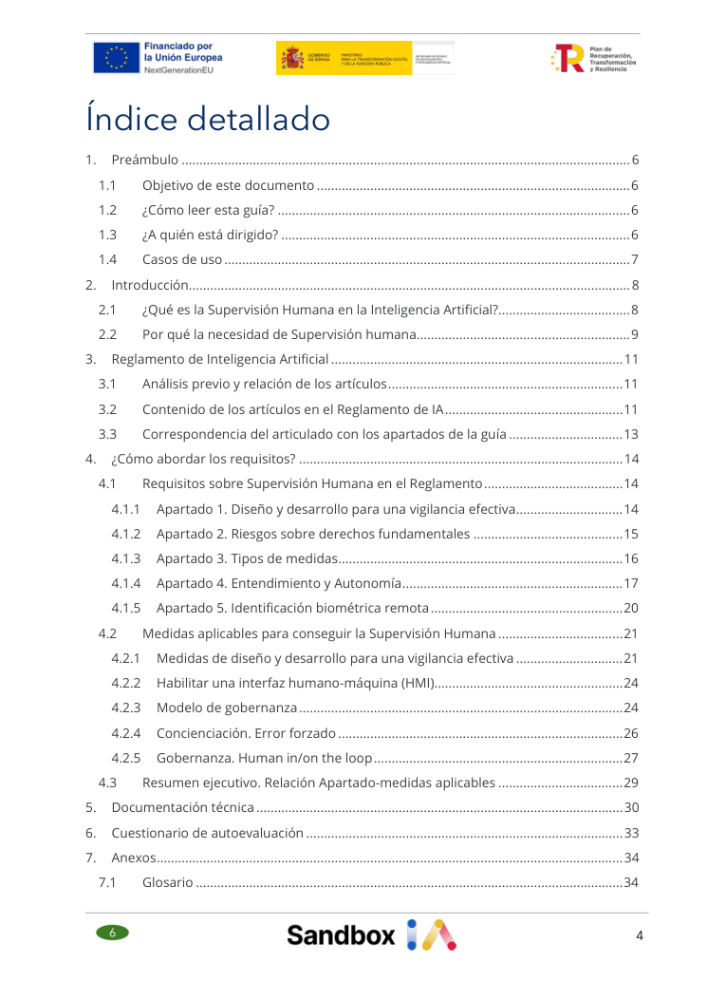 Financiado por
la Unión Europea
NextGenerationEU
GOBIERNO
DE ESPAÑA
MINISTERIO
PARA LA TRANSFORMACIÓN DIGITAL
Y DE LA FUNCIÓN PÚBLICA
SECRETARÍA DE ESTADO
DE DIGITALIZACIÓN
E INTELIGENCIA ARTIFICIAL
Plan de
Recuperación,
Transformación
y Resiliencia
Índice detallado
1. Preámbulo ........ 6
1.1 Objetivo de este documento ........ 6
1.2 ¿Cómo leer esta guía? ........ 6
1.3 ¿A quién está dirigido? ........ 6
1.4 Casos de uso ........ 7
2. Introducción ........ 8
2.1 ¿Qué es la Supervisión Humana en la Inteligencia Artificial? ........ 8
2.2 Por qué la necesidad de Supervisión humana ........ 9
3. Reglamento de Inteligencia Artificial ........ 11
3.1 Análisis previo y relación de los artículos ........ 11
3.2 Contenido de los artículos en el Reglamento de IA ........ 11
3.3 Correspondencia del articulado con los apartados de la guía ........ 13
4. ¿Cómo abordar los requisitos? ........ 14
4.1 Requisitos sobre Supervisión Humana en el Reglamento ........ 14
4.1.1 Apartado 1. Diseño y desarrollo para una vigilancia efectiva ........ 14
4.1.2 Apartado 2. Riesgos sobre derechos fundamentales ........ 15
4.1.3 Apartado 3. Tipos de medidas ........ 16
4.1.4 Apartado 4. Entendimiento y Autonomía ........ 17
4.1.5 Apartado 5. Identificación biométrica remota ........ 20
4.2 Medidas aplicables para conseguir la Supervisión Humana ........ 21
4.2.1 Medidas de diseño y desarrollo para una vigilancia efectiva ........ 21
4.2.2 Habilitar una interfaz humano-máquina (HMI) ........ 24
4.2.3 Modelo de gobernanza ........ 24
4.2.4 Concienciación. Error forzado ........ 26
4.2.5 Gobernanza. Human in/on the loop ........ 27
4.3 Resumen ejecutivo. Relación Apartado-medidas aplicables ........ 29
5. Documentación técnica ........ 30
6. Cuestionario de autoevaluación ........ 33
7. Anexos ........ 34
7.1 Glosario ........ 34
6
Sandbox iA
4